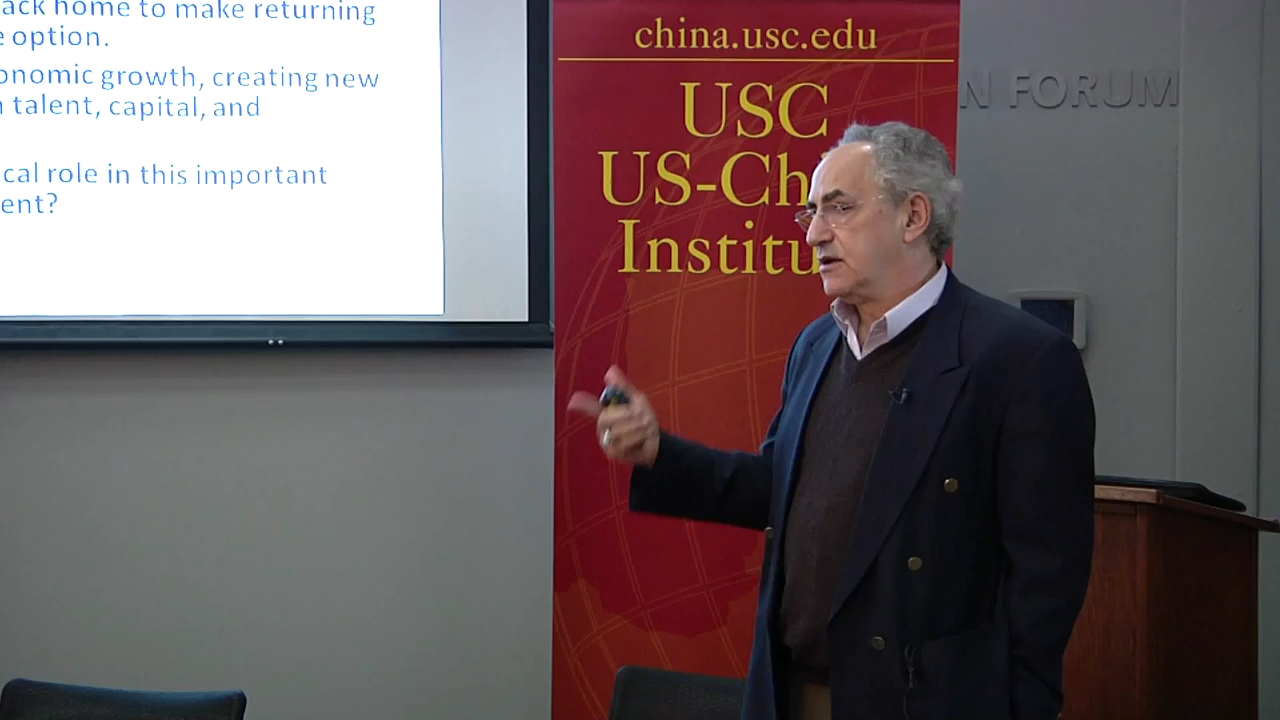 ack home to make returning
e option.
onomic growth, creating new
n talent, capital, and
cal role in this important
ent?
china.usc.edu
USC
US-Ch
Institu
N FORUM